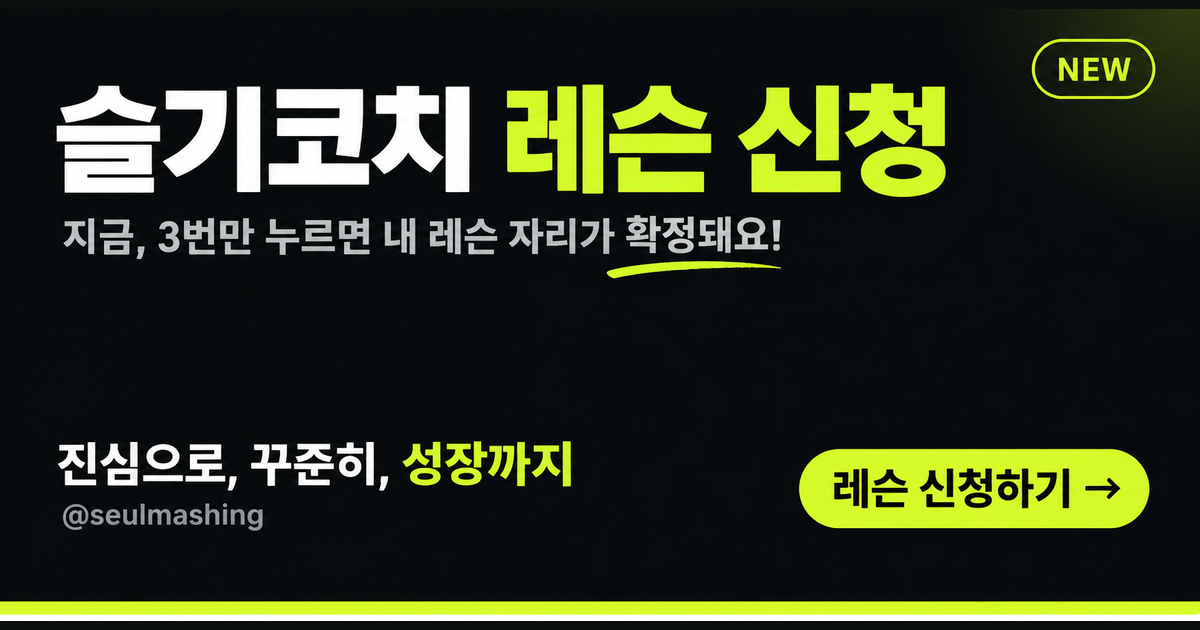 NEW
슬기코치 레슨 신청
지금, 3번만 누르면 내 레슨 자리가 확정돼요!
진심으로, 꾸준히, 성장까지
@seulmashing
레슨 신청하기 →